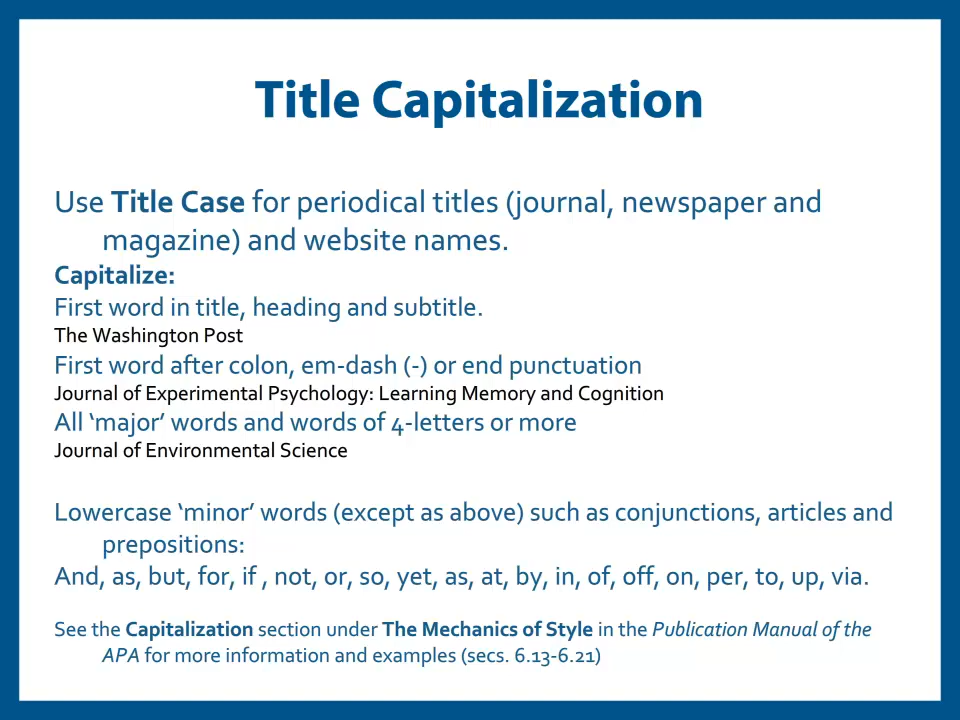 Title Capitalization
Use Title Case for periodical titles (journal, newspaper and
magazine) and website names.
Capitalize:
First word in title, heading and subtitle.
The Washington Post
First word after colon, em-dash (-) or end punctuation
Journal of Experimental Psychology: Learning Memory and Cognition
All ‘major’ words and words of 4-letters or more
Journal of Environmental Science
Lowercase ‘minor’ words (except as above) such as conjunctions, articles and
prepositions:
And, as, but, for, if , not, or, so, yet, as, at, by, in, of, off, on, per, to, up, via.
See the Capitalization section under The Mechanics of Style in the Publication Manual of the
APA for more information and examples (secs. 6.13-6.21)